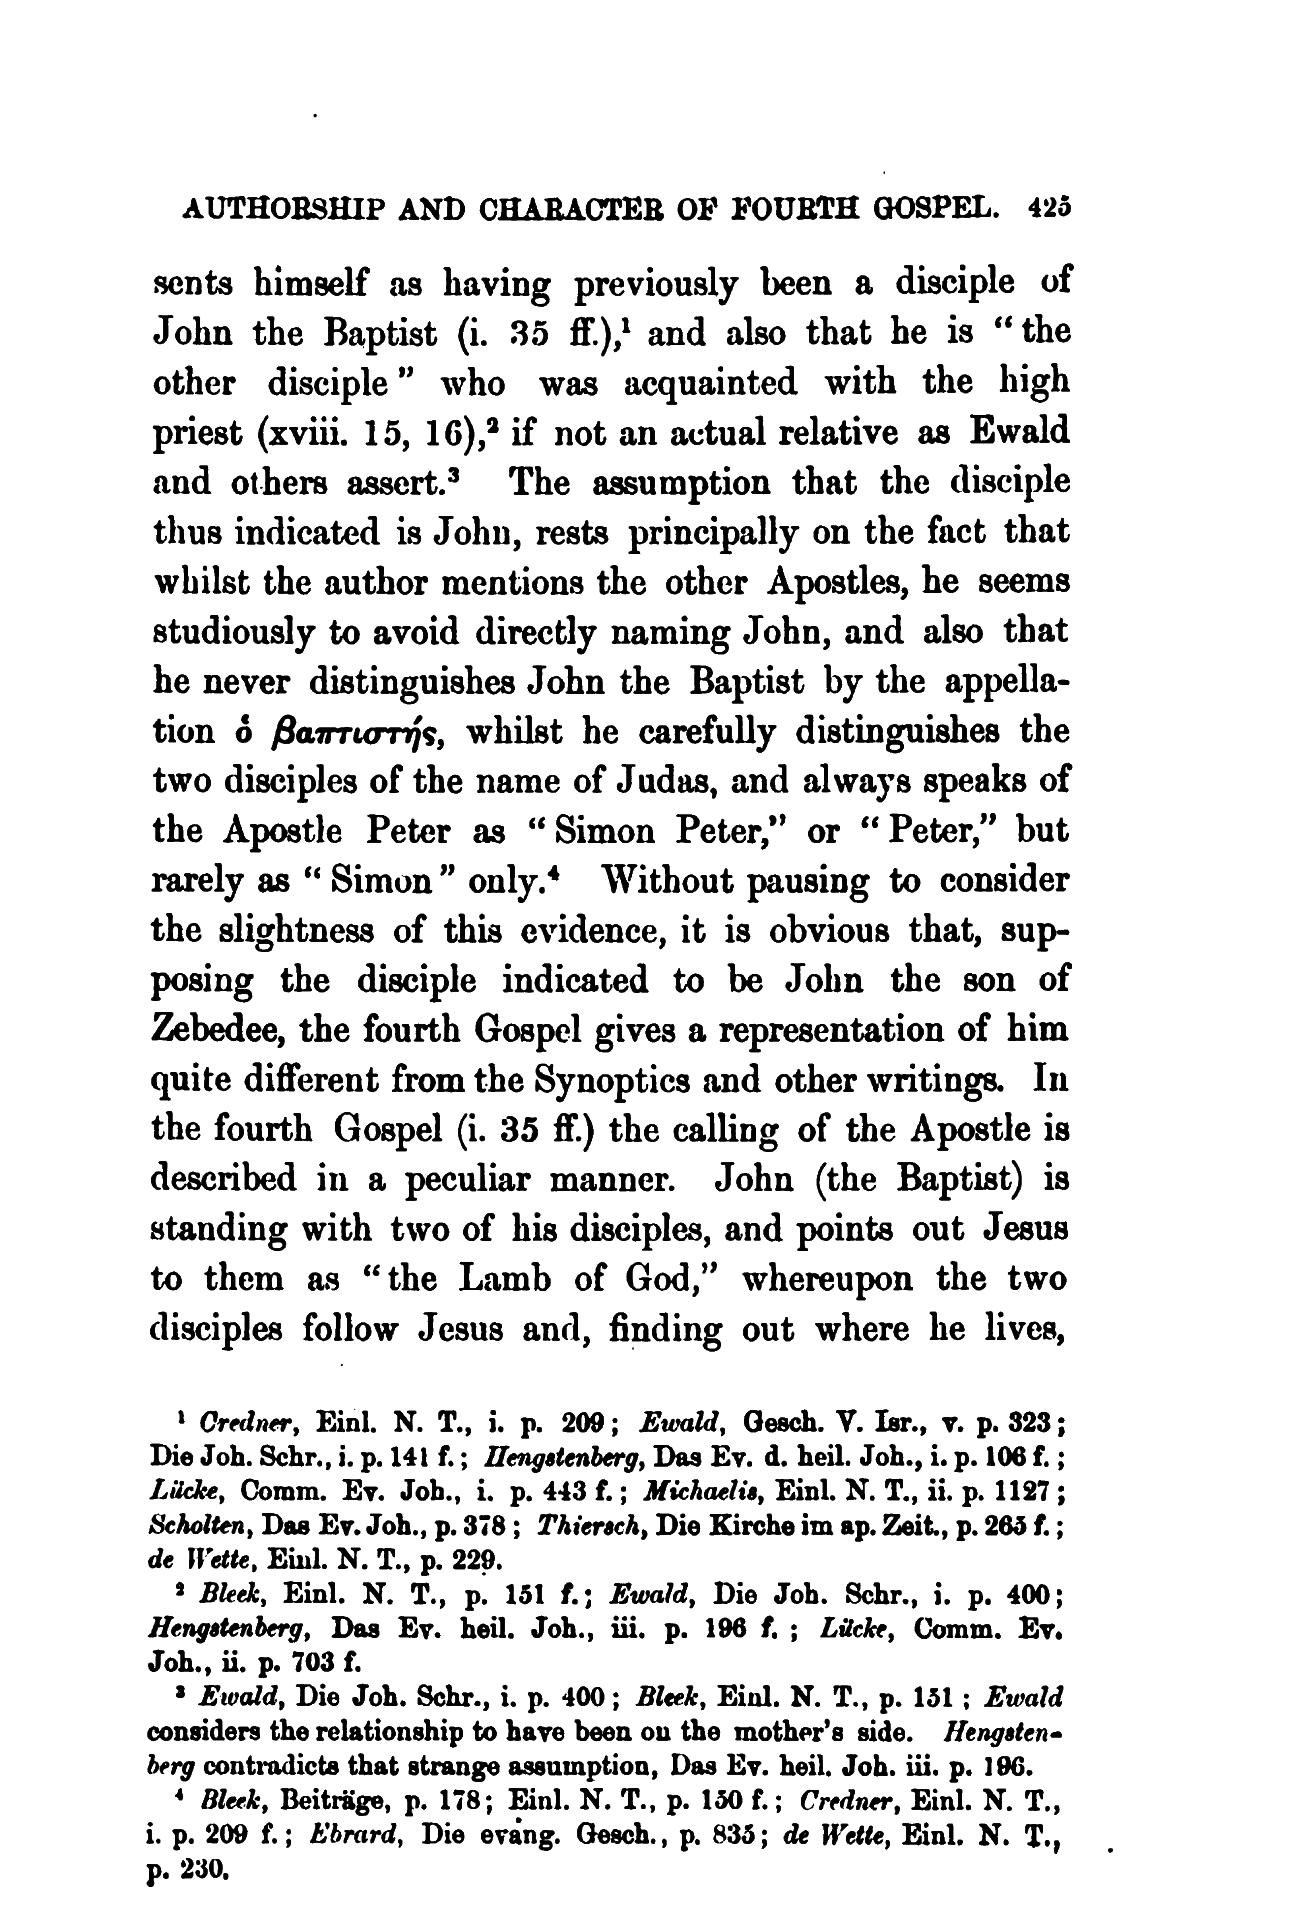 AUTHORSHIP AND CHARACTER OF FOURTH GOSPEL. 425
sents himself as having previously been a disciple of
John the Baptist (i. 35 ff.),¹ and also that he is “the
other disciple” who was acquainted with the high
priest (xviii. 15, 16),² if not an actual relative as Ewald
and others assert.³ The assumption that the disciple
thus indicated is John, rests principally on the fact that
whilst the author mentions the other Apostles, he seems
studiously to avoid directly naming John, and also that
he never distinguishes John the Baptist by the appella-
tion ὁ βαπτιστής, whilst he carefully distinguishes the
two disciples of the name of Judas, and always speaks of
the Apostle Peter as “Simon Peter,” or “Peter,” but
rarely as “Simon” only.⁴ Without pausing to consider
the slightness of this evidence, it is obvious that, sup-
posing the disciple indicated to be John the son of
Zebedee, the fourth Gospel gives a representation of him
quite different from the Synoptics and other writings. In
the fourth Gospel (i. 35 ff.) the calling of the Apostle is
described in a peculiar manner. John (the Baptist) is
standing with two of his disciples, and points out Jesus
to them as “the Lamb of God,” whereupon the two
disciples follow Jesus and, finding out where he lives,
¹ Credner, Einl. N. T., i. p. 209; Ewald, Gesch. V. Isr., v. p. 323;
Die Joh. Schr., i. p. 141 f.; Hengstenberg, Das Ev. d. heil. Joh., i. p. 106 f.;
Lücke, Comm. Ev. Joh., i. p. 443 f.; Michaelis, Einl. N. T., ii. p. 1127;
Scholten, Das Ev. Joh., p. 378; Thiersch, Die Kirche im ap. Zeit., p. 265 f.;
de Wette, Einl. N. T., p. 229.
² Bleek, Einl. N. T., p. 151 f.; Ewald, Die Joh. Schr., i. p. 400;
Hengstenberg, Das Ev. heil. Joh., iii. p. 196 f.; Lücke, Comm. Ev.
Joh., ii. p. 703 f.
³ Ewald, Die Joh. Schr., i. p. 400; Bleek, Einl. N. T., p. 151; Ewald
considers the relationship to have been on the mother’s side. Hengsten-
berg contradicts that strange assumption, Das Ev. heil. Joh. iii. p. 196.
⁴ Bleek, Beiträge, p. 178; Einl. N. T., p. 150 f.; Credner, Einl. N. T.,
i. p. 209 f.; Ebrard, Die evang. Gesch., p. 835; de Wette, Einl. N. T.,
p. 230.